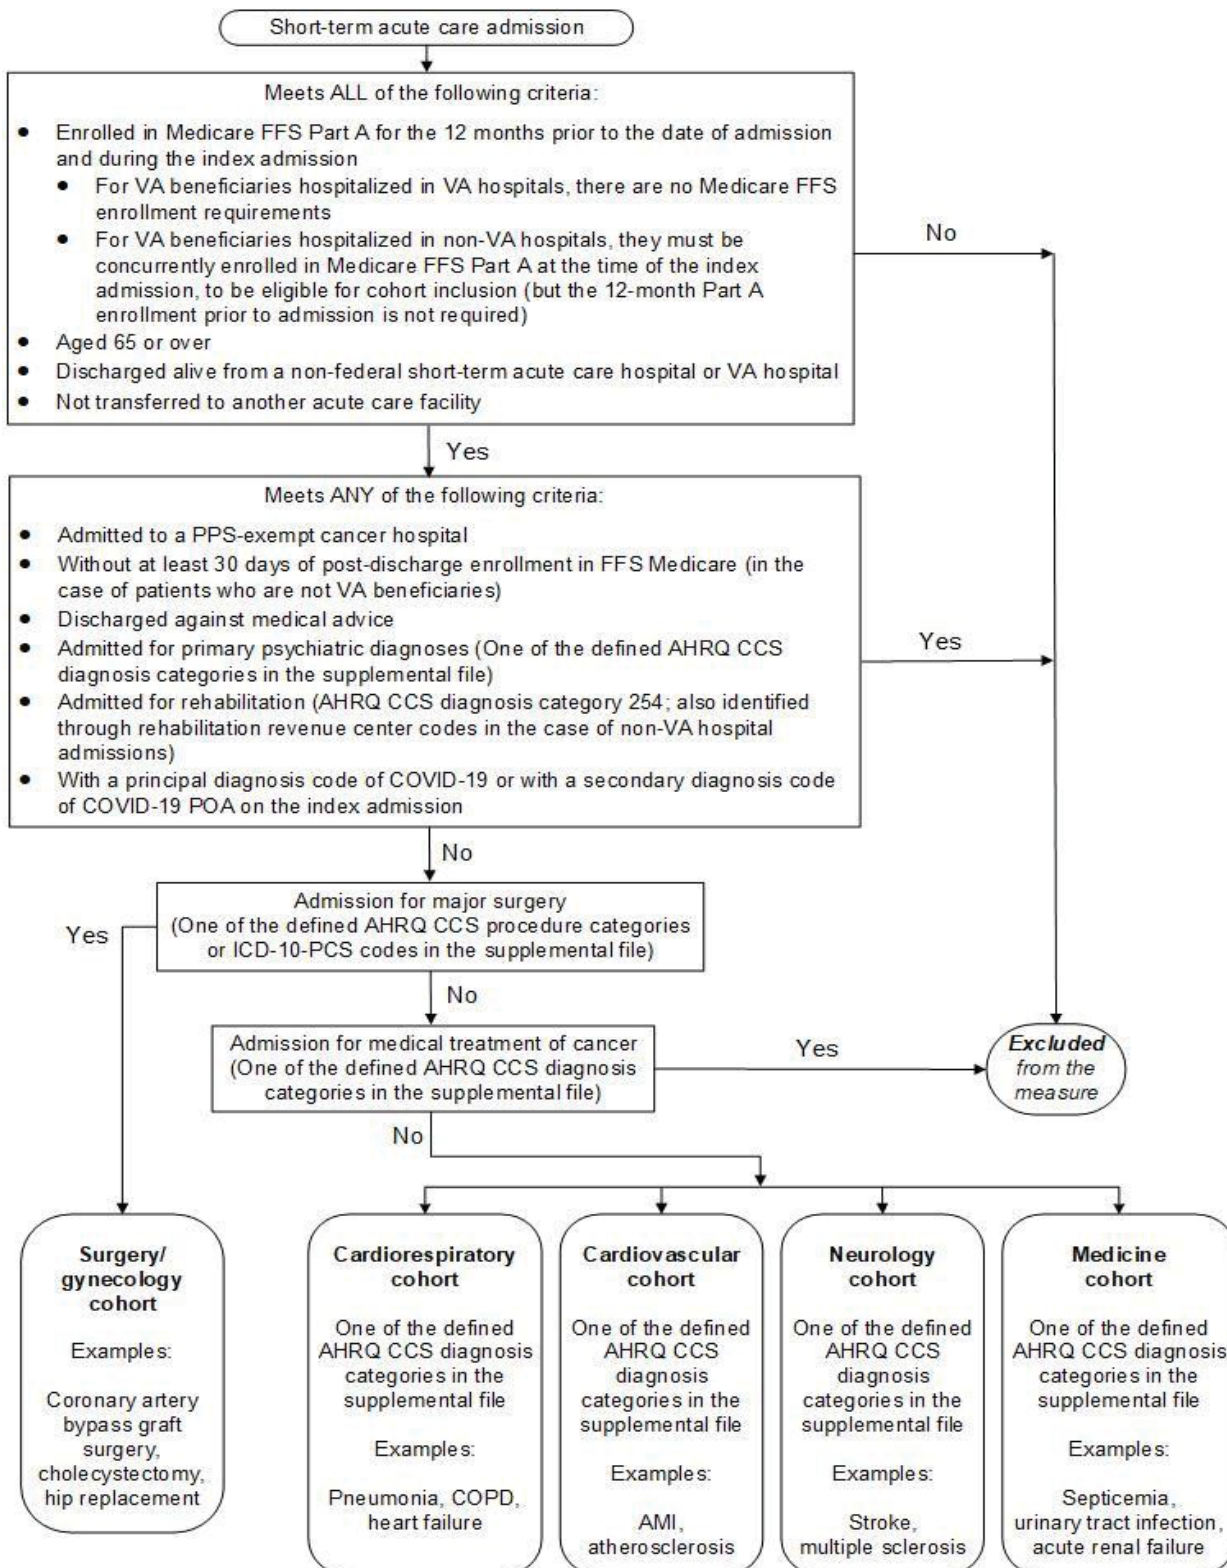 Short-term acute care admission
Meets ALL of the following criteria:
● Enrolled in Medicare FFS Part A for the 12 months prior to the date of admission
and during the index admission
● For VA beneficiaries hospitalized in VA hospitals, there are no Medicare FFS
enrollment requirements
● For VA beneficiaries hospitalized in non-VA hospitals, they must be
concurrently enrolled in Medicare FFS Part A at the time of the index
admission, to be eligible for cohort inclusion (but the 12-month Part A
enrollment prior to admission is not required)
● Aged 65 or over
● Discharged alive from a non-federal short-term acute care hospital or VA hospital
● Not transferred to another acute care facility
No
Yes
Meets ANY of the following criteria:
● Admitted to a PPS-exempt cancer hospital
● Without at least 30 days of post-discharge enrollment in FFS Medicare (in the
case of patients who are not VA beneficiaries)
● Discharged against medical advice
● Admitted for primary psychiatric diagnoses (One of the defined AHRQ CCS
diagnosis categories in the supplemental file)
● Admitted for rehabilitation (AHRQ CCS diagnosis category 254; also identified
through rehabilitation revenue center codes in the case of non-VA hospital
admissions)
● With a principal diagnosis code of COVID-19 or with a secondary diagnosis code
of COVID-19 POA on the index admission
Yes
No
Admission for major surgery
(One of the defined AHRQ CCS procedure categories
or ICD-10-PCS codes in the supplemental file)
Yes
No
Admission for medical treatment of cancer
(One of the defined AHRQ CCS diagnosis
categories in the supplemental file)
Yes
Excluded
from the
measure
No
Surgery/
gynecology
cohort
Examples:
Coronary artery
bypass graft
surgery,
cholecystectomy,
hip replacement
Cardiorespiratory
cohort
One of the defined
AHRQ CCS diagnosis
categories in the
supplemental file
Examples:
Pneumonia, COPD,
heart failure
Cardiovascular
cohort
One of the defined
AHRQ CCS
diagnosis
categories in the
supplemental file
Examples:
AMI,
atherosclerosis
Neurology
cohort
One of the defined
AHRQ CCS
diagnosis
categories in the
supplemental file
Examples:
Stroke,
multiple sclerosis
Medicine
cohort
One of the defined
AHRQ CCS diagnosis
categories in the
supplemental file
Examples:
Septicemia,
urinary tract infection,
acute renal failure